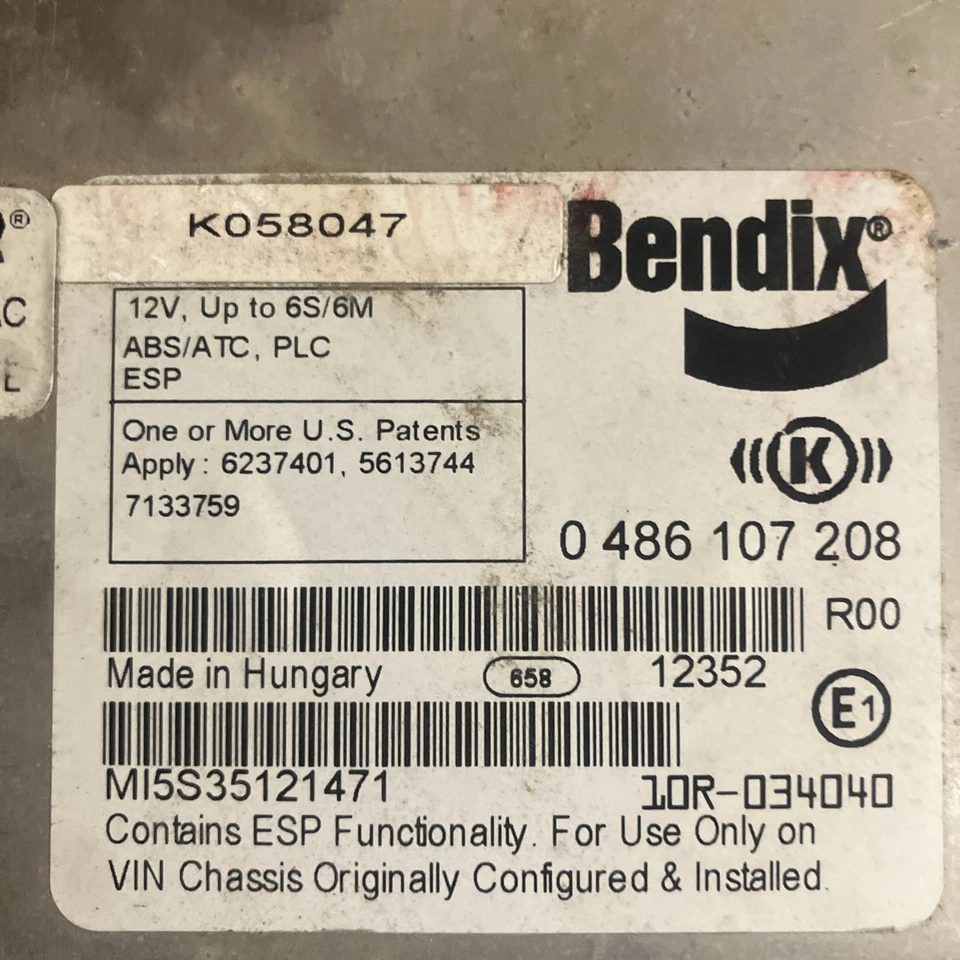 K058047
Bendix®
12V, Up to 6S/6M
ABS/ATC, PLC
ESP
One or More U.S. Patents
Apply : 6237401, 5613744
7133759
K
0 486 107 208
R00
Made in Hungary 658 12352
E1
MI5S35121471 10R-034040
Contains ESP Functionality. For Use Only on
VIN Chassis Originally Configured & Installed.